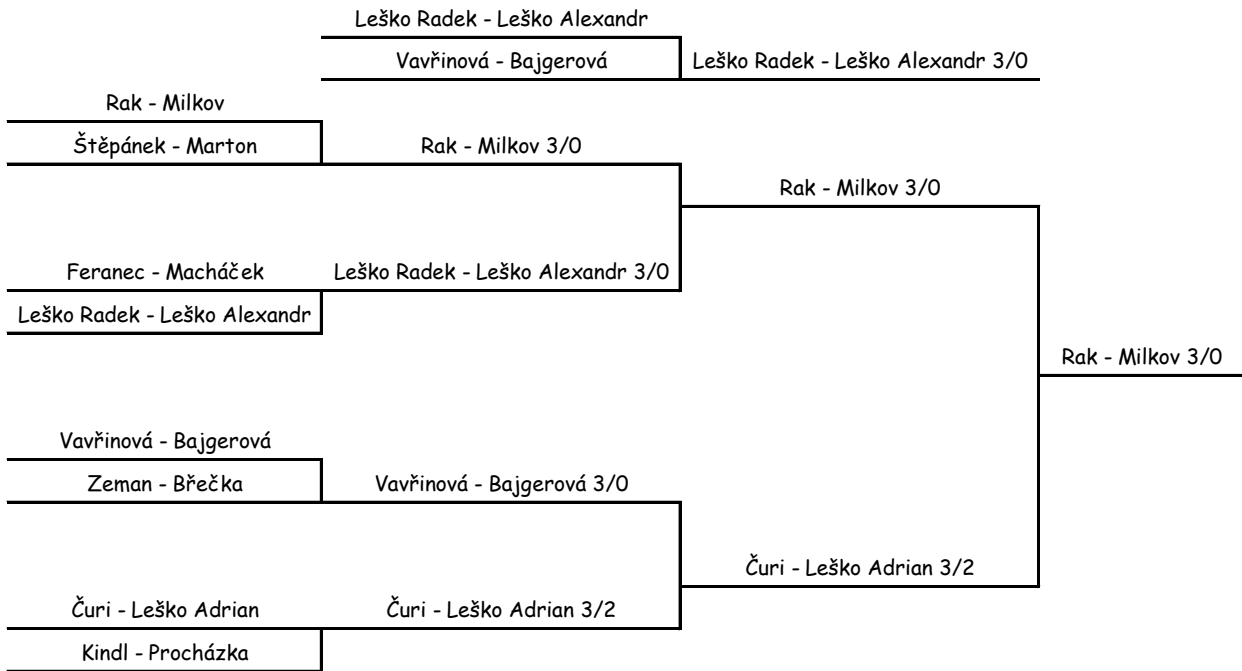 Leško Radek - Leško Alexandr
Vavřinová - Bajgerová
Leško Radek - Leško Alexandr 3/0
Rak - Milkov
Štěpánek - Marton
Rak - Milkov 3/0
Rak - Milkov 3/0
Feranec - Macháček
Leško Radek - Leško Alexandr 3/0
Leško Radek - Leško Alexandr
Rak - Milkov 3/0
Vavřinová - Bajgerová
Zeman - Břečka
Vavřinová - Bajgerová 3/0
Čuri - Leško Adrian 3/2
Čuri - Leško Adrian
Čuri - Leško Adrian 3/2
Kindl - Procházka